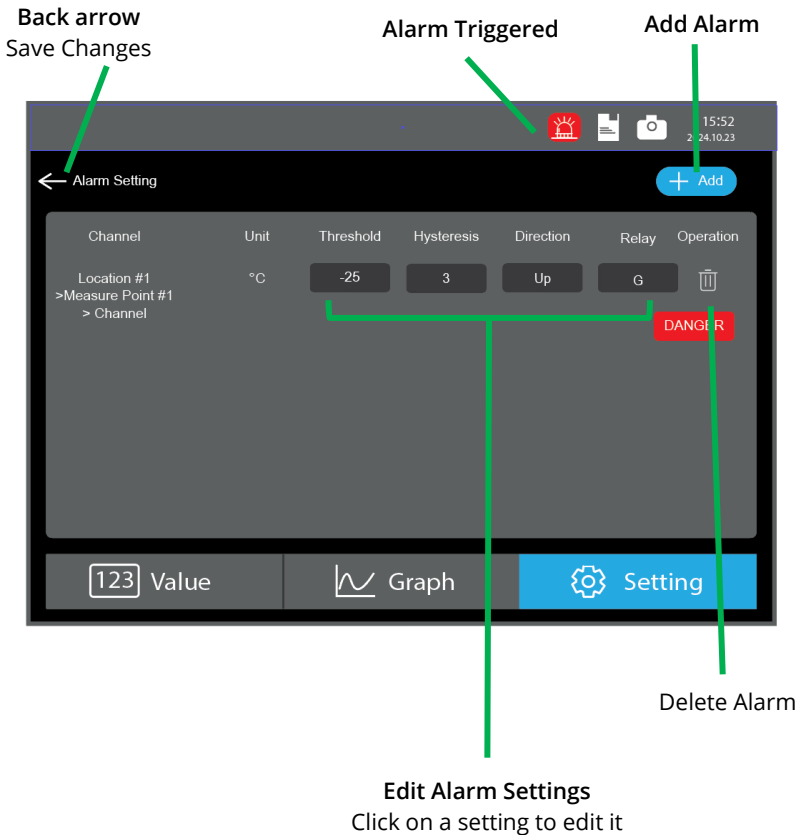 Back arrow
Save Changes
Alarm Triggered
Add Alarm
15:52
2024.10.23
Alarm Setting
Add
Channel Unit Threshold Hysteresis Direction Relay Operation
Location #1 °C -25 3 Up G
>Measure Point #1
> Channel
DANGER
123 Value Graph Setting
Delete Alarm
Edit Alarm Settings
Click on a setting to edit it